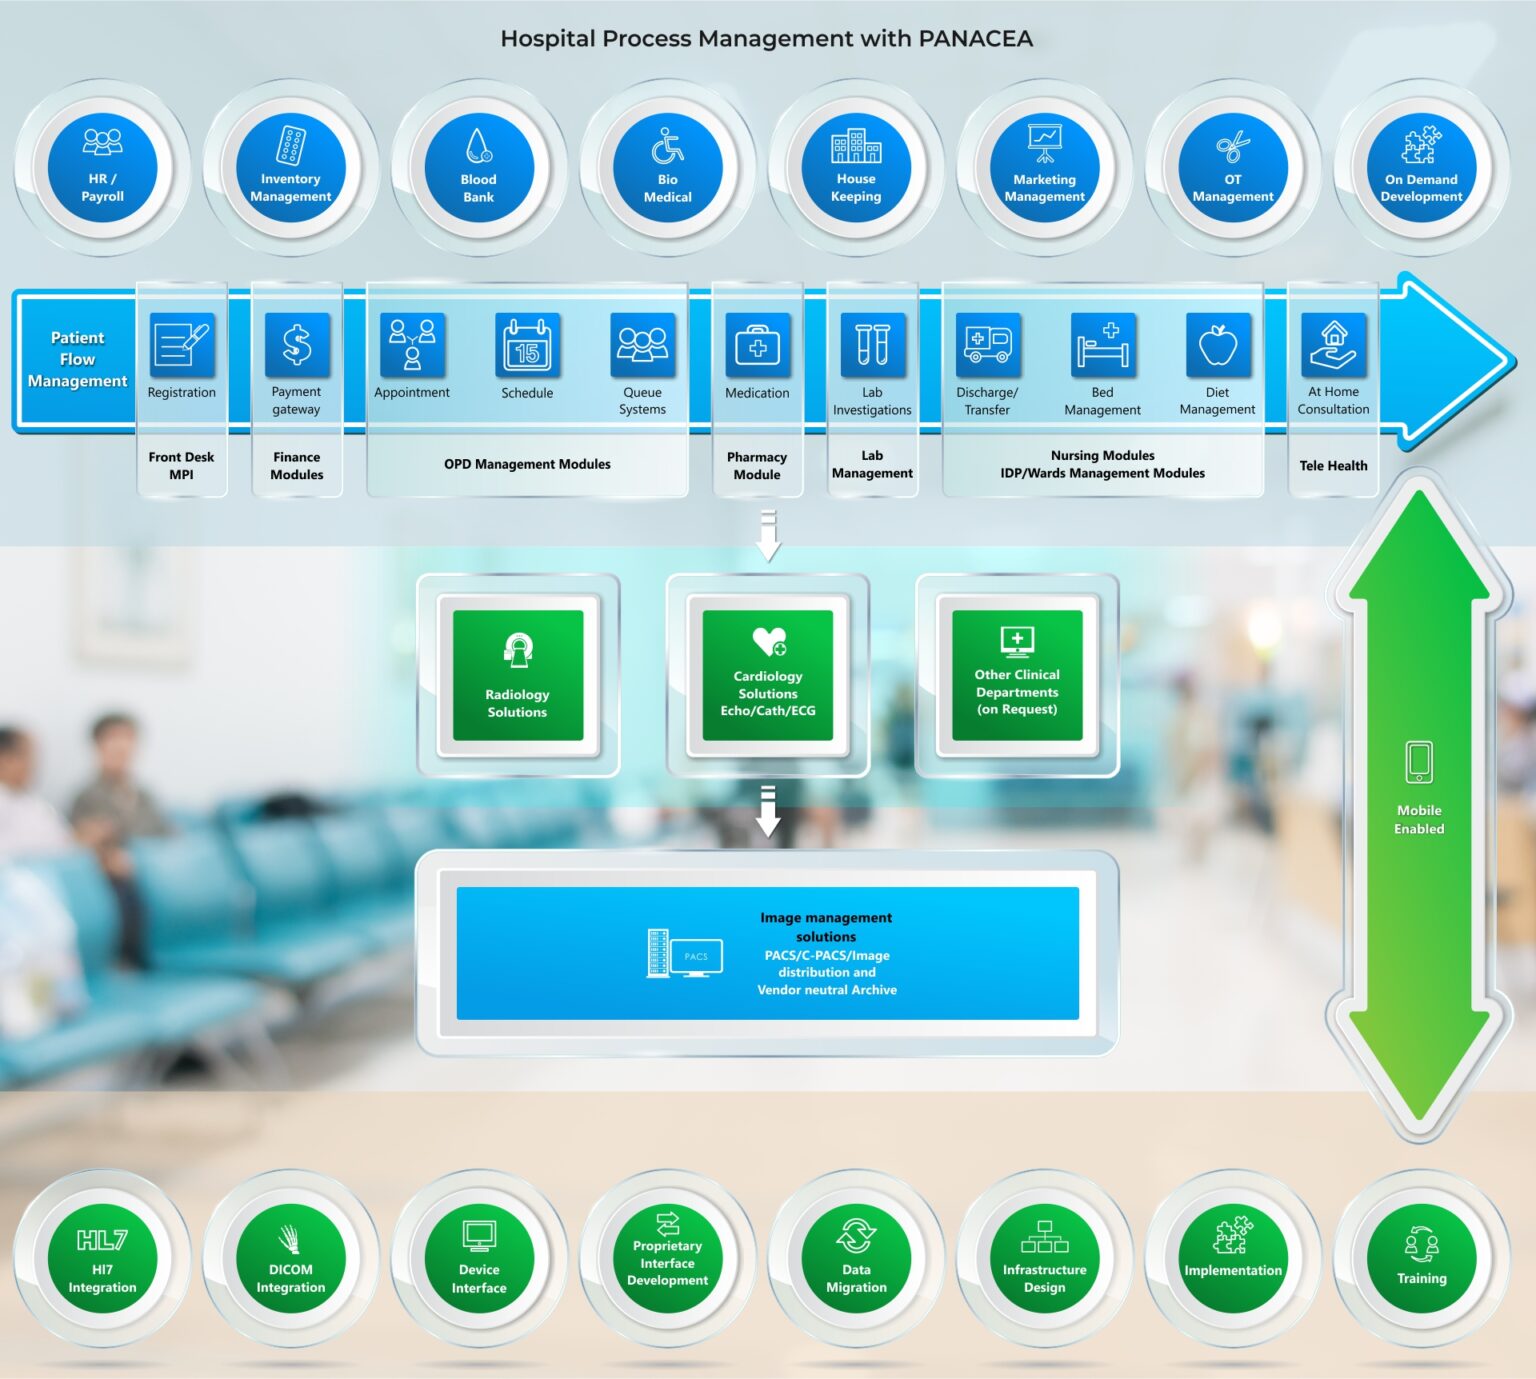 Hospital Process Management with PANACEA
HR /
Payroll
Inventory
Management
Blood
Bank
Bio
Medical
House
Keeping
Marketing
Management
OT
Management
On Demand
Development
Patient
Flow
Management
Registration
Payment
gateway
Appointment
15
Schedule
Queue
Systems
Medication
Lab
Investigations
Discharge/
Transfer
Bed
Management
Diet
Management
At Home
Consultation
Front Desk
MPI
Finance
Modules
OPD Management Modules
Pharmacy
Module
Lab
Management
Nursing Modules
IDP/Wards Management Modules
Tele Health
Radiology
Solutions
Cardiology
Solutions
Echo/Cath/ECG
Other Clinical
Departments
(on Request)
Mobile
Enabled
PACS
Image management
solutions
PACS/C-PACS/Image
distribution and
Vendor neutral Archive
HL7
Hl7
Integration
DICOM
Integration
Device
Interface
Proprietary
Interface
Development
Data
Migration
Infrastructure
Design
Implementation
Training